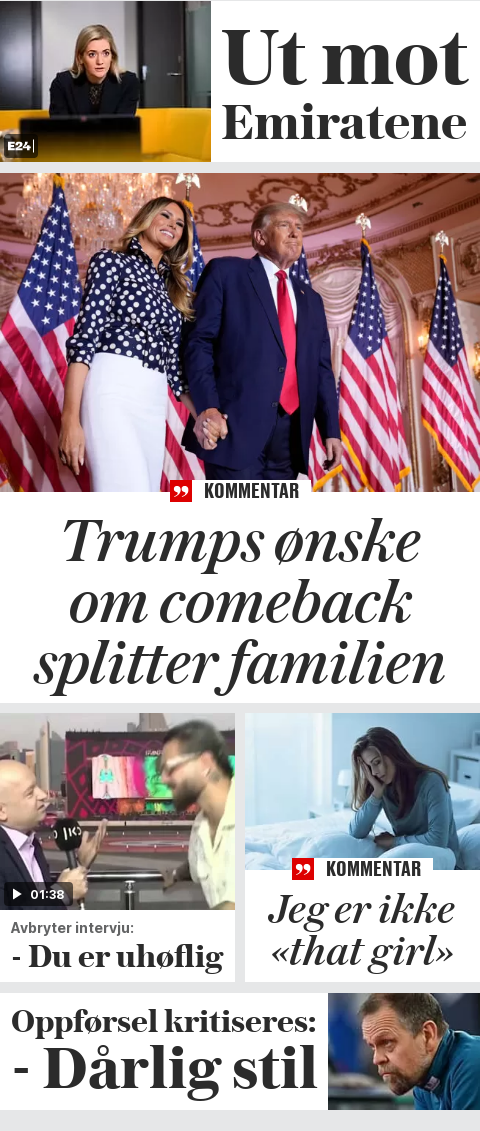 Ut mot
Emiratene
E24
KOMMENTAR
Trumps ønske
om comeback
splitter familien
01:38
Avbryter intervju:
- Du er uhøflig
KOMMENTAR
Jeg er ikke
«that girl»
Oppførsel kritiseres:
- Dårlig stil